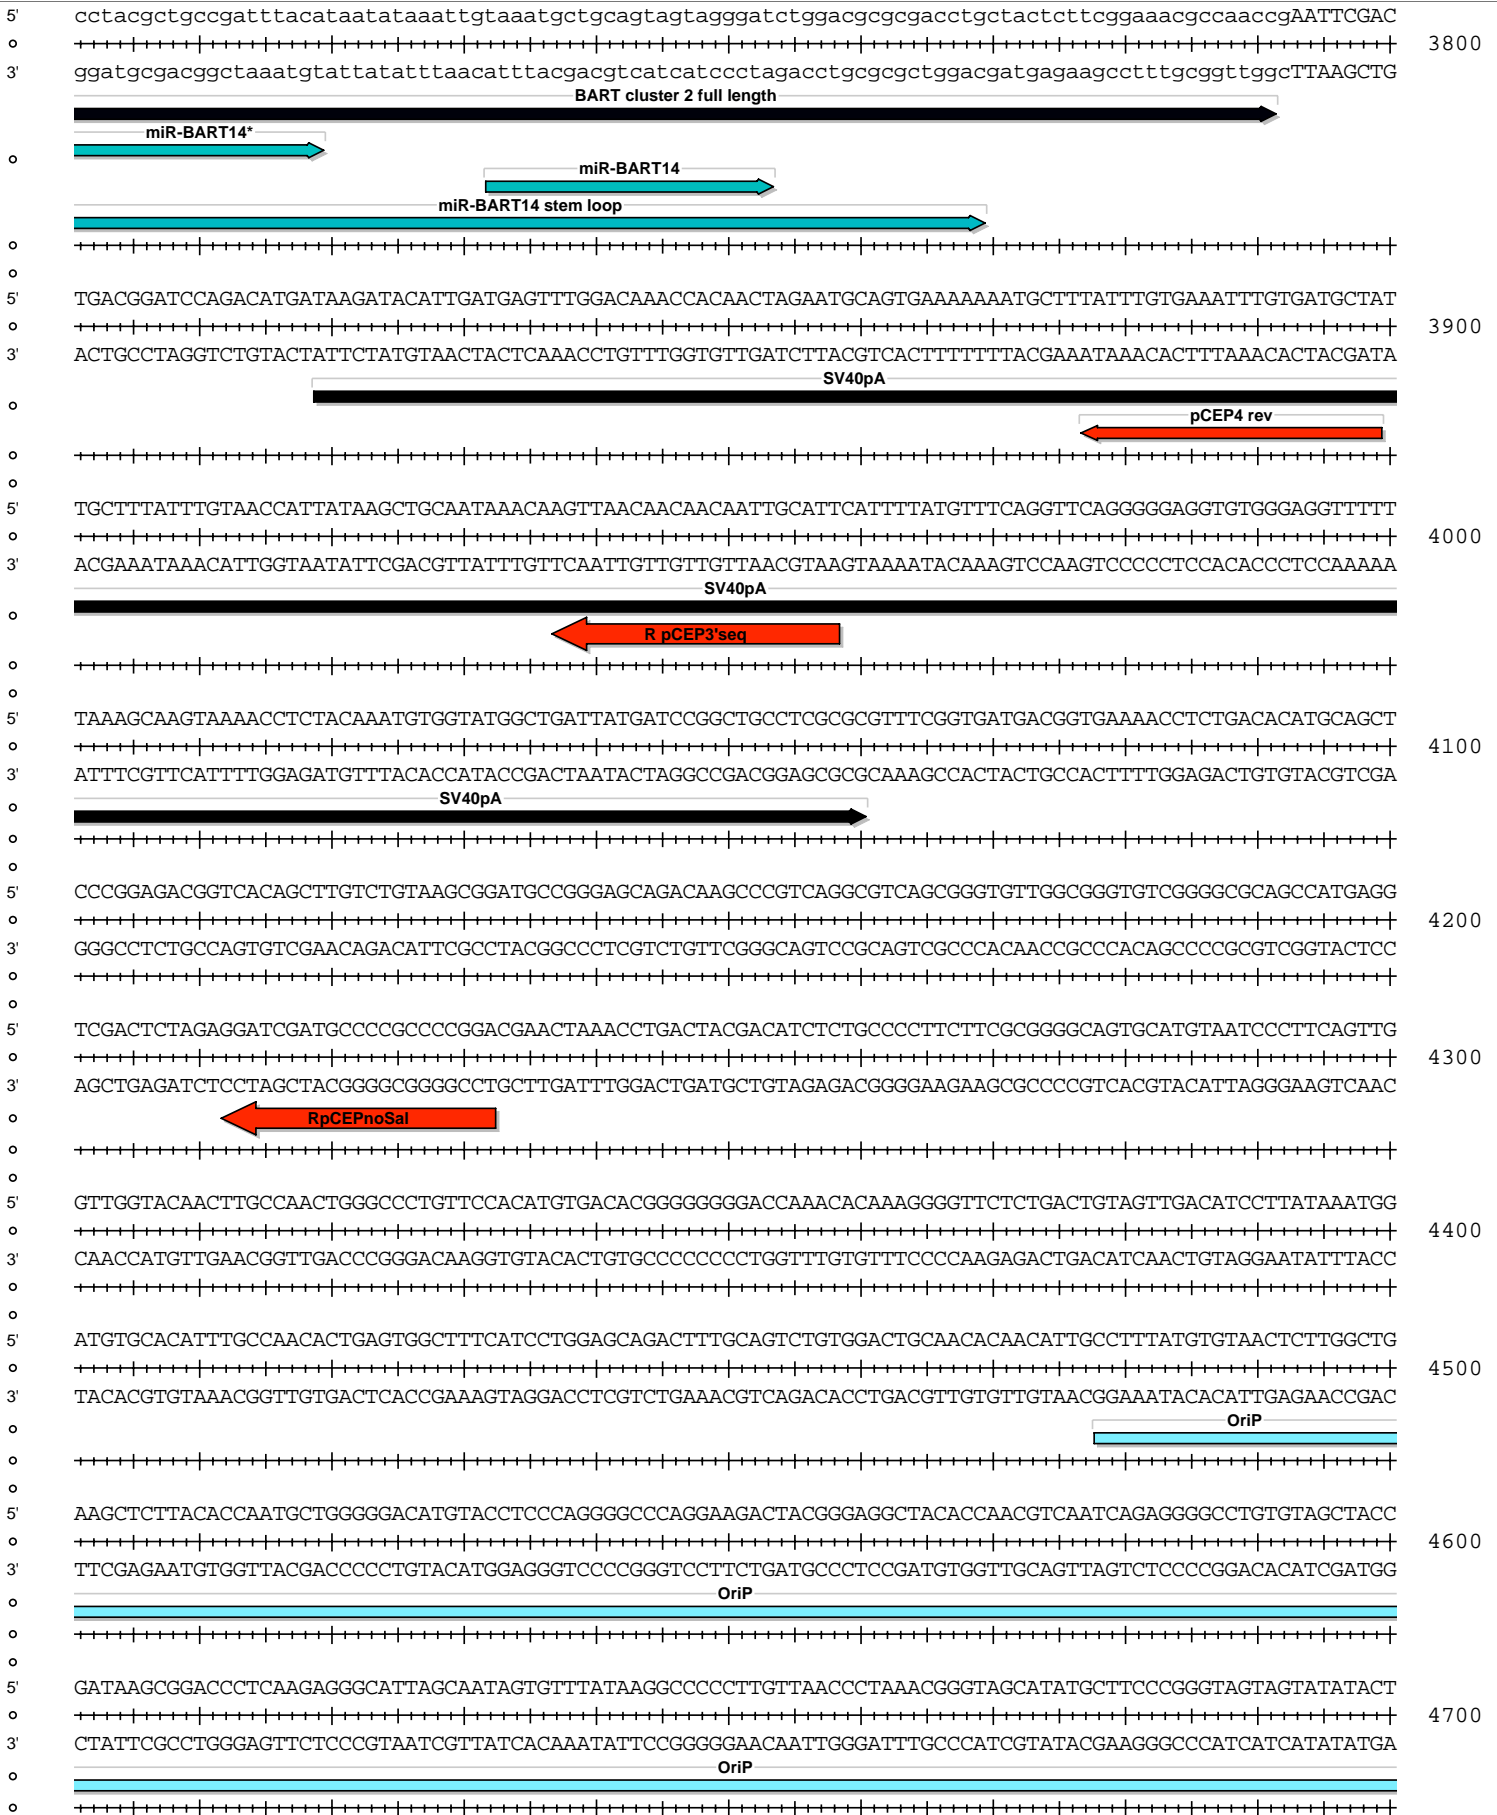 5' cctacgctgccgatttacataatataaattgtaaatgctgcagtagtagggatctggacgcgcgacctgctactcttcggaaacgccaaccgAATTCGAC
3800
3' ggatgcgacggctaaatgtattatatttaacatttacgacgtcatcatccctagacctgcgcgctggacgatgagaagcctttgcggttggcTTAAGCTG
BART cluster 2 full length
miR-BART14*
miR-BART14
miR-BART14 stem loop
5' TGACGGATCCAGACATGATAAGATACATTGATGAGTTTGGACAAACCACAACTAGAATGCAGTGAAAAAAATGCTTTATTTGTGAAATTTGTGATGCTAT
3900
3' ACTGCCTAGGTCTGTACTATTCTATGTAACTACTCAAACCTGTTTGGTGTTGATCTTACGTCACTTTTTTTACGAAATAAACACTTTAAACACTACGATA
SV40pA
pCEP4 rev
5' TGCTTTATTTGTAACCATTATAAGCTGCAATAAACAAGTTAACAACAACAATTGCATTCATTTTATGTTTCAGGTTCAGGGGGAGGTGTGGGAGGTTTTT
4000
3' ACGAAATAAACATTGGTAATATTCGACGTTATTTGTTCAATTGTTGTTGTTAACGTAAGTAAAATACAAAGTCCAAGTCCCCCTCCACACCCTCCAAAAA
SV40pA
R pCEP3'seq
5' TAAAGCAAGTAAAACCTCTACAAATGTGGTATGGCTGATTATGATCCGGCTGCCTCGCGCGTTTCGGTGATGACGGTGAAAACCTCTGACACATGCAGCT
4100
3' ATTTCGTTCATTTTGGAGATGTTTACACCATACCGACTAATACTAGGCCGACGGAGCGCGCAAAGCCACTACTGCCACTTTTGGAGACTGTGTACGTCGA
SV40pA
5' CCCGGAGACGGTCACAGCTTGTCTGTAAGCGGATGCCGGGAGCAGACAAGCCCGTCAGGCGTCAGCGGGTGTTGGCGGGTGTCGGGGCGCAGCCATGAGG
4200
3' GGGCCTCTGCCAGTGTCGAACAGACATTCGCCTACGGCCCTCGTCTGTTCGGGCAGTCCGCAGTCGCCCACAACCGCCCACAGCCCCGCGTCGGTACTCC
5' TCGACTCTAGAGGATCGATGCCCCGCCCCGGACGAACTAAACCTGACTACGACATCTCTGCCCCTTCTTCGCGGGGCAGTGCATGTAATCCCTTCAGTTG
4300
3' AGCTGAGATCTCCTAGCTACGGGGCGGGGCCTGCTTGATTTGGACTGATGCTGTAGAGACGGGGAAGAAGCGCCCCGTCACGTACATTAGGGAAGTCAAC
RpCEPnoSal
5' GTTGGTACAACTTGCCAACTGGGCCCTGTTCCACATGTGACACGGGGGGGGACCAAACACAAAGGGGTTCTCTGACTGTAGTTGACATCCTTATAAATGG
4400
3' CAACCATGTTGAACGGTTGACCCGGGACAAGGTGTACACTGTGCCCCCCCCTGGTTTGTGTTTCCCCAAGAGACTGACATCAACTGTAGGAATATTTACC
5' ATGTGCACATTTGCCAACACTGAGTGGCTTTCATCCTGGAGCAGACTTTGCAGTCTGTGGACTGCAACACAACATTGCCTTTATGTGTAACTCTTGGCTG
4500
3' TACACGTGTAAACGGTTGTGACTCACCGAAAGTAGGACCTCGTCTGAAACGTCAGACACCTGACGTTGTGTTGTAACGGAAATACACATTGAGAACCGAC
OriP
5' AAGCTCTTACACCAATGCTGGGGGACATGTACCTCCCAGGGGCCCAGGAAGACTACGGGAGGCTACACCAACGTCAATCAGAGGGGCCTGTGTAGCTACC
4600
3' TTCGAGAATGTGGTTACGACCCCCTGTACATGGAGGGTCCCCGGGTCCTTCTGATGCCCTCCGATGTGGTTGCAGTTAGTCTCCCCGGACACATCGATGG
OriP
5' GATAAGCGGACCCTCAAGAGGGCATTAGCAATAGTGTTTATAAGGCCCCCTTGTTAACCCTAAACGGGTAGCATATGCTTCCCGGGTAGTAGTATATACT
4700
3' CTATTCGCCTGGGAGTTCTCCCGTAATCGTTATCACAAATATTCCGGGGGAACAATTGGGATTTGCCCATCGTATACGAAGGGCCCATCATCATATATGA
OriP